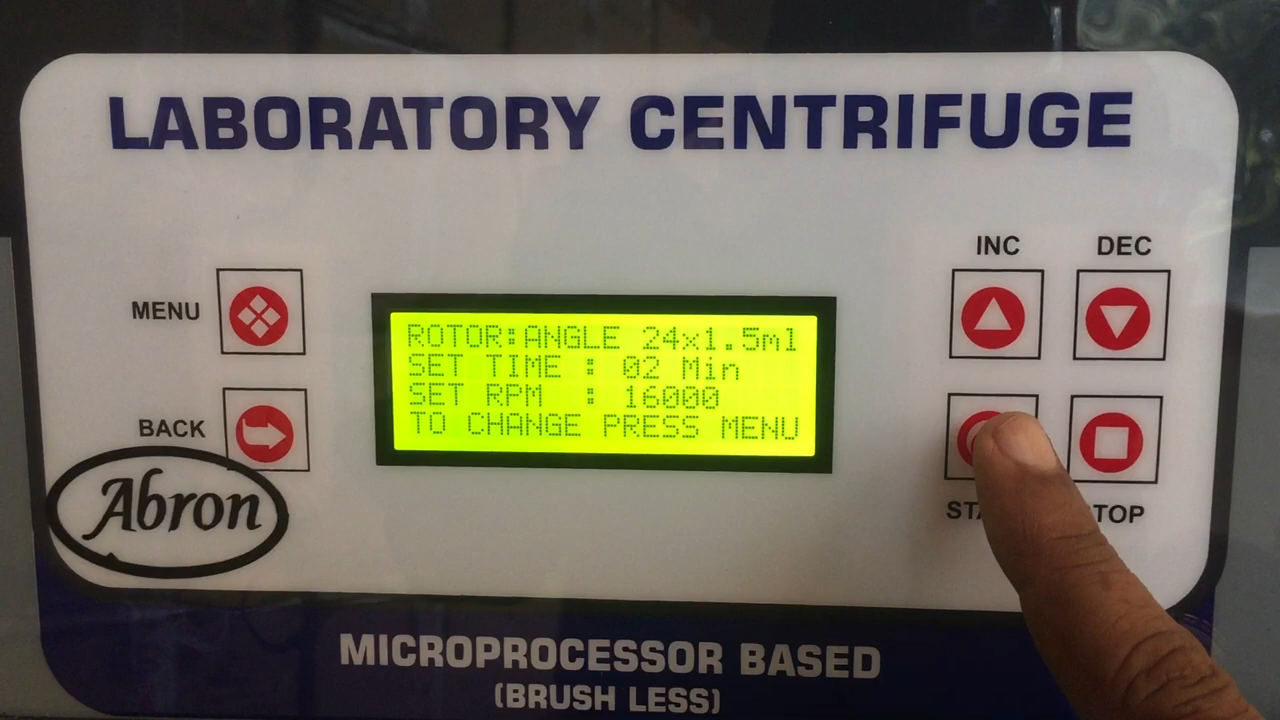 LABORATORY CENTRIFUGE
INC DEC
MENU
ROTOR:ANGLE 24x1.5ml
SET TIME : 02 Min
SET RPM : 16000
TO CHANGE PRESS MENU
BACK
Abron
MICROPROCESSOR BASED
(BRUSH LESS)